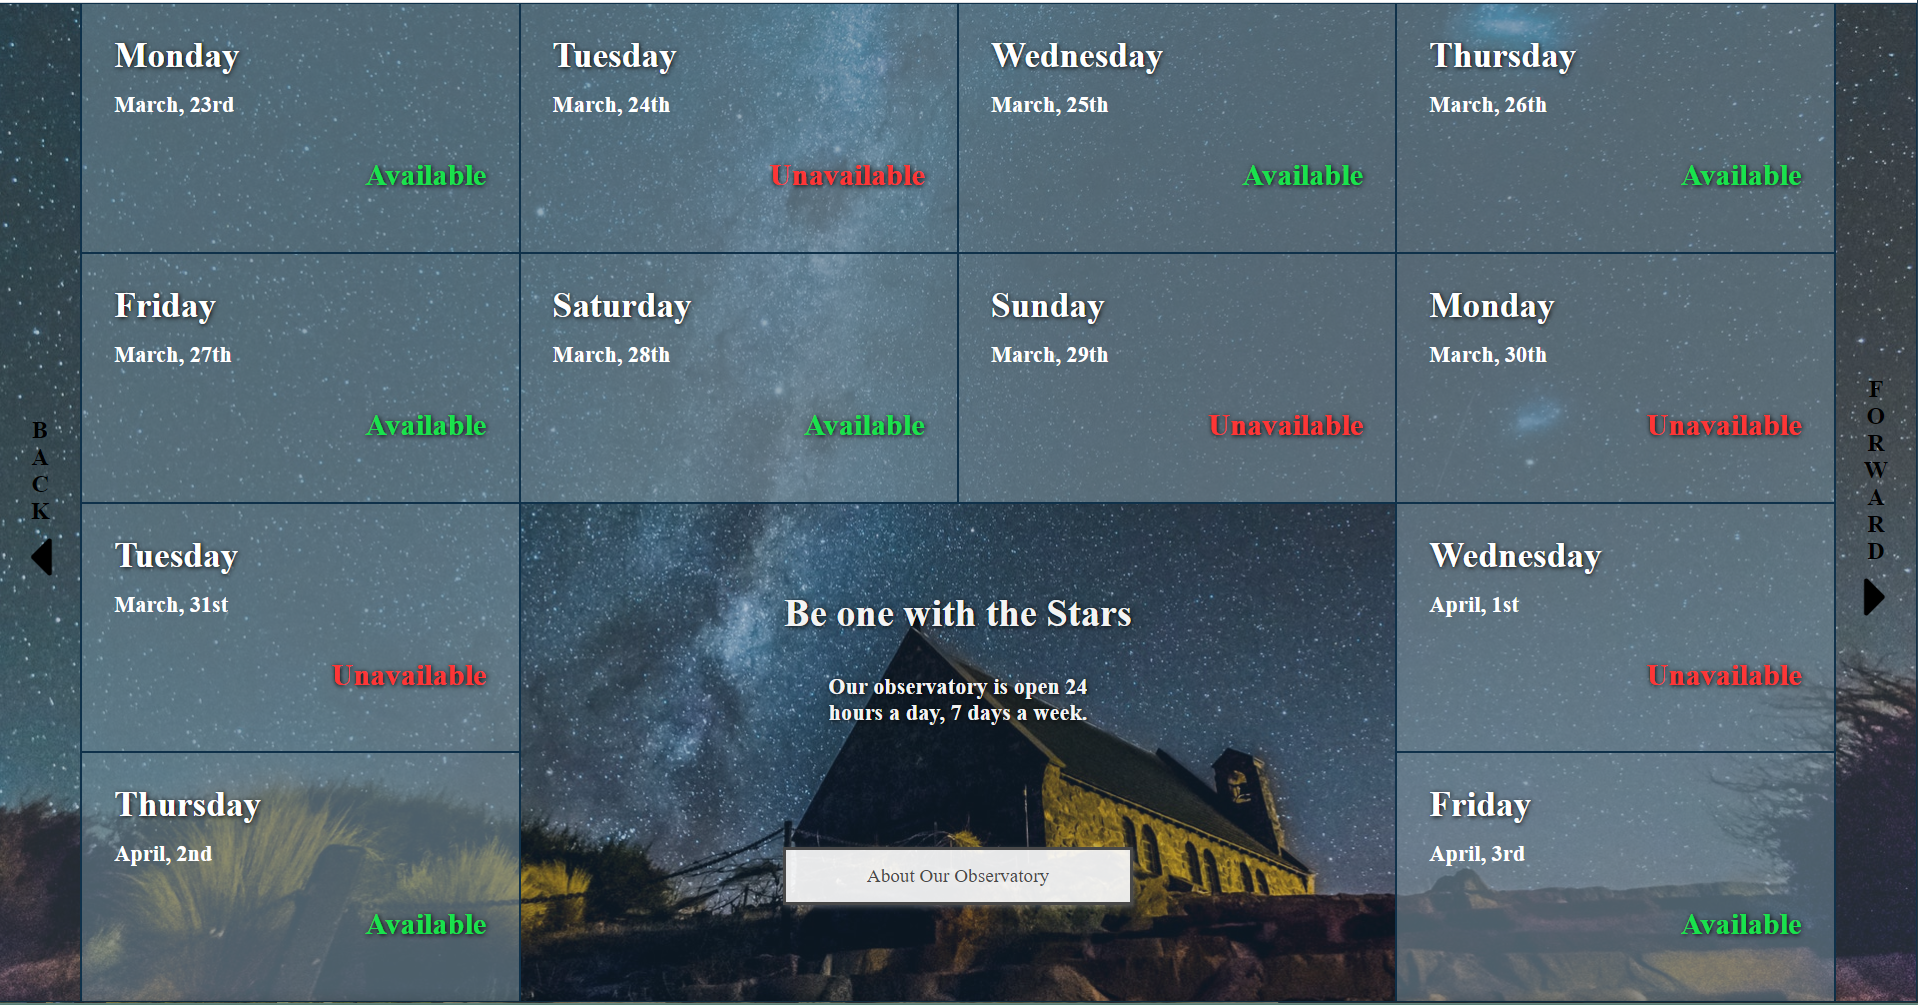 Monday
March, 23rd
Available
Tuesday
March, 24th
Unavailable
Wednesday
March, 25th
Available
Thursday
March, 26th
Available
Friday
March, 27th
Available
Saturday
March, 28th
Available
Sunday
March, 29th
Unavailable
Monday
March, 30th
Unavailable
BACK
FORWARD
Tuesday
March, 31st
Unavailable
Be one with the Stars
Our observatory is open 24
hours a day, 7 days a week.
About Our Observatory
Wednesday
April, 1st
Unavailable
Thursday
April, 2nd
Available
Friday
April, 3rd
Available